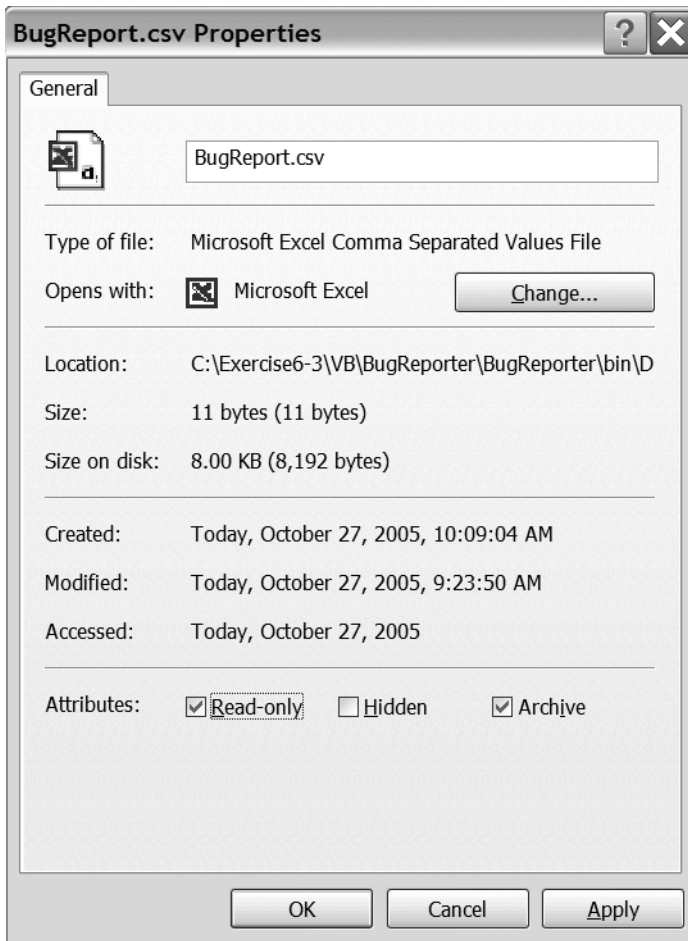 BugReport.csv Properties
?
General
a,
BugReport.csv
Type of file: Microsoft Excel Comma Separated Values File
Opens with: Microsoft Excel Change...
Location: C:\Exercise6-3\VB\BugReporter\BugReporter\bin\D
Size: 11 bytes (11 bytes)
Size on disk: 8.00 KB (8,192 bytes)
Created: Today, October 27, 2005, 10:09:04 AM
Modified: Today, October 27, 2005, 9:23:50 AM
Accessed: Today, October 27, 2005
Attributes: Read-only Hidden Archive
OK Cancel Apply